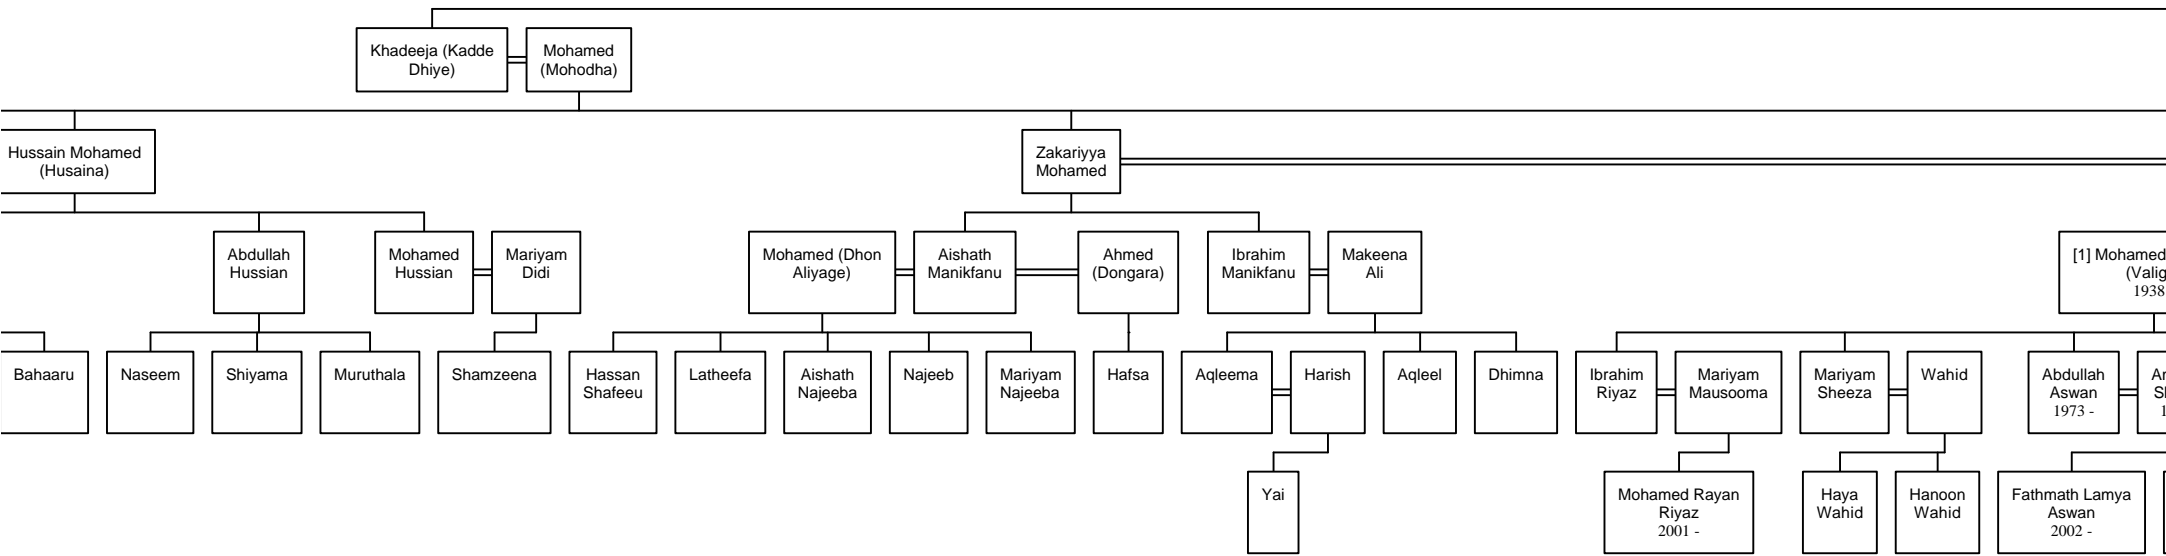 Khadeeja (Kadde
Dhiye)
Mohamed
(Mohodha)
Hussain Mohamed
(Husaina)
Zakariyya
Mohamed
Abdullah
Hussian
Mohamed
Hussian
Mariyam
Didi
Mohamed (Dhon
Aliyage)
Aishath
Manikfanu
Ahmed
(Dongara)
Ibrahim
Manikfanu
Makeena
Ali
[1] Mohamed
(Valig
1938
Bahaaru
Naseem
Shiyama
Muruthala
Shamzeena
Hassan
Shafeeu
Latheefa
Aishath
Najeeba
Najeeb
Mariyam
Najeeba
Hafsa
Aqleema
Harish
Aqleel
Dhimna
Ibrahim
Riyaz
Mariyam
Mausooma
Mariyam
Sheeza
Wahid
Abdullah
Aswan
1973 -
Yai
Mohamed Rayan
Riyaz
2001 -
Haya
Wahid
Hanoon
Wahid
Fathmath Lamya
Aswan
2002 -